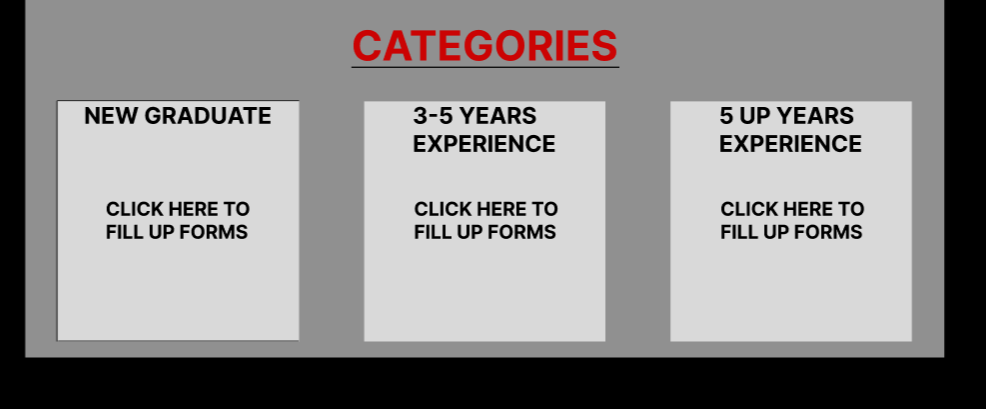 CATEGORIES
NEW GRADUATE
CLICK HERE TO
FILL UP FORMS
3-5 YEARS
EXPERIENCE
CLICK HERE TO
FILL UP FORMS
5 UP YEARS
EXPERIENCE
CLICK HERE TO
FILL UP FORMS